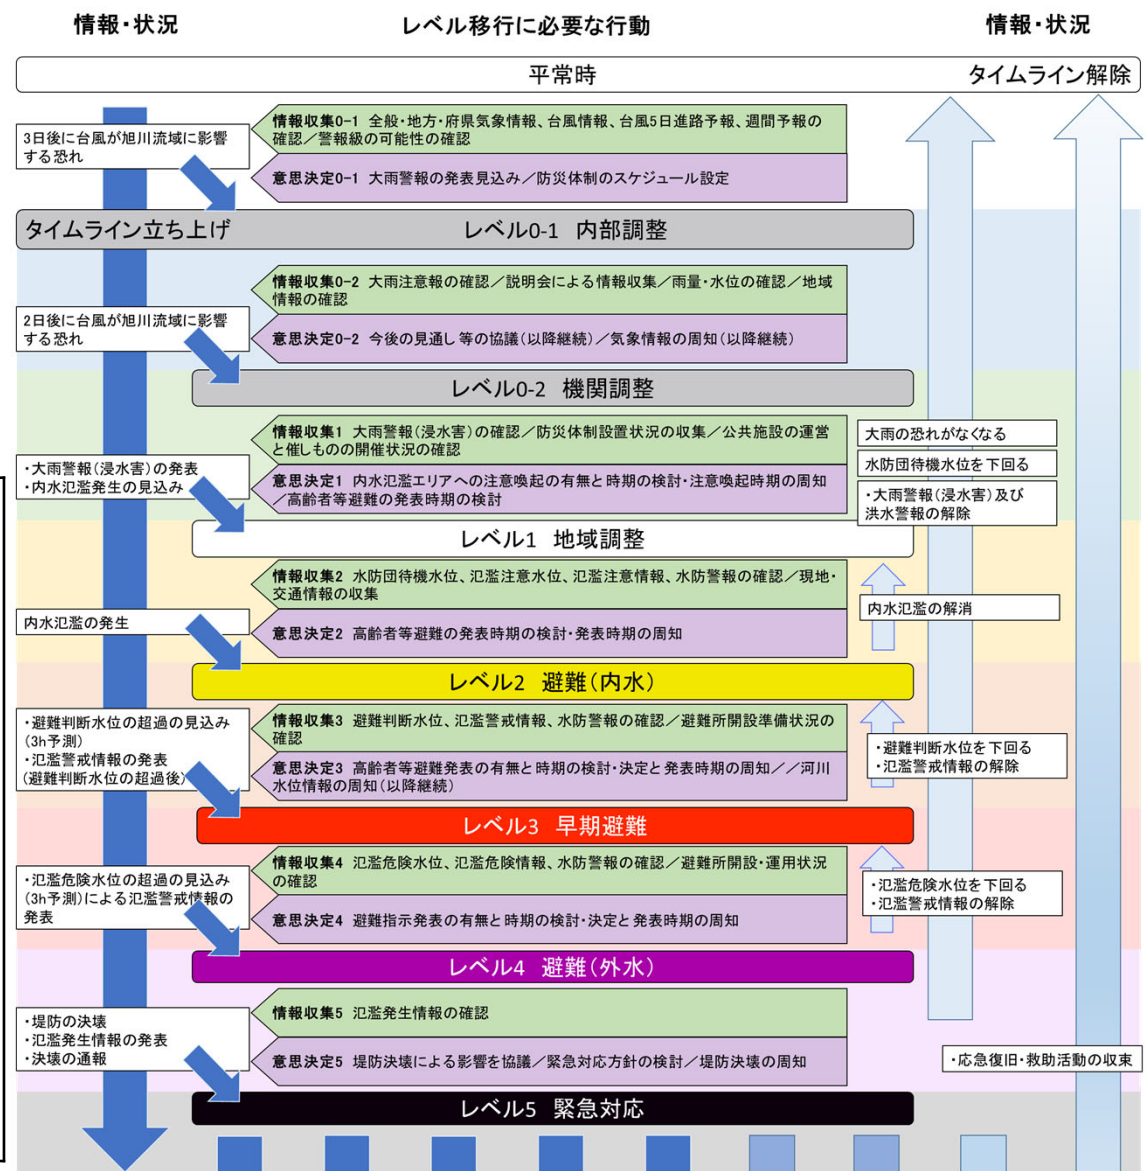 情報・状況
レベル移行に必要な行動
情報・状況
平常時
タイムライン解除
3日後に台風が旭川流域に影響
する恐れ
情報収集0-1 全般・地方・府県気象情報、台風情報、台風5日進路予報、週間予報の
確認／警報級の可能性の確認
意思決定0-1 大雨警報の発表見込み／防災体制のスケジュール設定
タイムライン立ち上げ
レベル0-1 内部調整
2日後に台風が旭川流域に影響
する恐れ
情報収集0-2 大雨注意報の確認／説明会による情報収集／雨量・水位の確認／地域
情報の確認
意思決定0-2 今後の見通し等の協議（以降継続）／気象情報の周知（以降継続）
レベル0-2 機関調整
・大雨警報（浸水害）の発表
・内水氾濫発生の見込み
情報収集1 大雨警報（浸水害）の確認／防災体制設置状況の収集／公共施設の運営
と催しものの開催状況の確認
意思決定1 内水氾濫エリアへの注意喚起の有無と時期の検討・注意喚起時期の周知
／高齢者等避難の発表時期の検討
大雨の恐れがなくなる
水防団待機水位を下回る
・大雨警報（浸水害）及び
洪水警報の解除
レベル1 地域調整
内水氾濫の発生
情報収集2 水防団待機水位、氾濫注意水位、氾濫注意情報、水防警報の確認／現地・
交通情報の収集
意思決定2 高齢者等避難の発表時期の検討・発表時期の周知
内水氾濫の解消
レベル2 避難（内水）
・避難判断水位の超過の見込み
（3h予測）
・氾濫警戒情報の発表
（避難判断水位の超過後）
情報収集3 避難判断水位、氾濫警戒情報、水防警報の確認／避難所開設準備状況の
確認
意思決定3 高齢者等避難発表の有無と時期の検討・決定と発表時期の周知／／河川
水位情報の周知（以降継続）
・避難判断水位を下回る
・氾濫警戒情報の解除
レベル3 早期避難
・氾濫危険水位の超過の見込み
（3h予測）による氾濫警戒情報の
発表
情報収集4 氾濫危険水位、氾濫危険情報、水防警報の確認／避難所開設・運用状況
の確認
意思決定4 避難指示発表の有無と時期の検討・決定と発表時期の周知
・氾濫危険水位を下回る
・氾濫警戒情報の解除
レベル4 避難（外水）
・堤防の決壊
・氾濫発生情報の発表
・決壊の通報
情報収集5 氾濫発生情報の確認
意思決定5 堤防決壊による影響を協議／緊急対応方針の検討／堤防決壊の周知
・応急復旧・救助活動の収束
レベル5 緊急対応